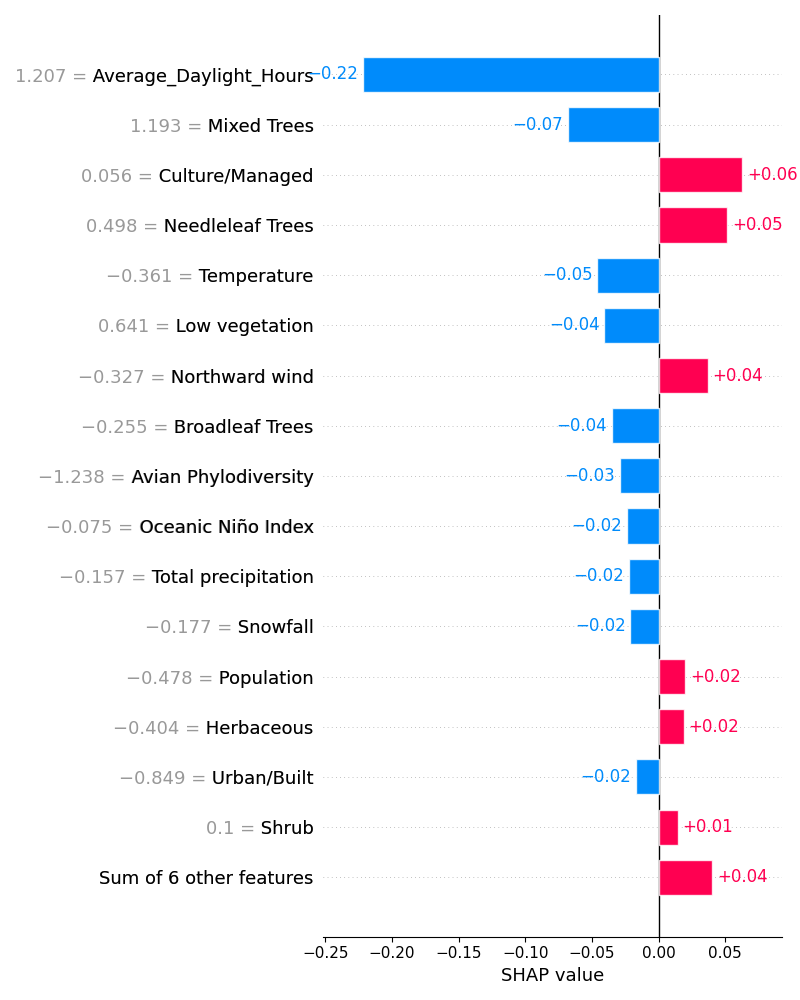 1.207 = Average_Daylight_Hours −0.22
1.193 = Mixed Trees −0.07
0.056 = Culture/Managed +0.06
0.498 = Needleleaf Trees +0.05
−0.361 = Temperature −0.05
0.641 = Low vegetation −0.04
−0.327 = Northward wind +0.04
−0.255 = Broadleaf Trees −0.04
−1.238 = Avian Phylodiversity −0.03
−0.075 = Oceanic Niño Index −0.02
−0.157 = Total precipitation −0.02
−0.177 = Snowfall −0.02
−0.478 = Population +0.02
−0.404 = Herbaceous +0.02
−0.849 = Urban/Built −0.02
0.1 = Shrub +0.01
Sum of 6 other features +0.04
−0.25 −0.20 −0.15 −0.10 −0.05 0.00 0.05
SHAP value